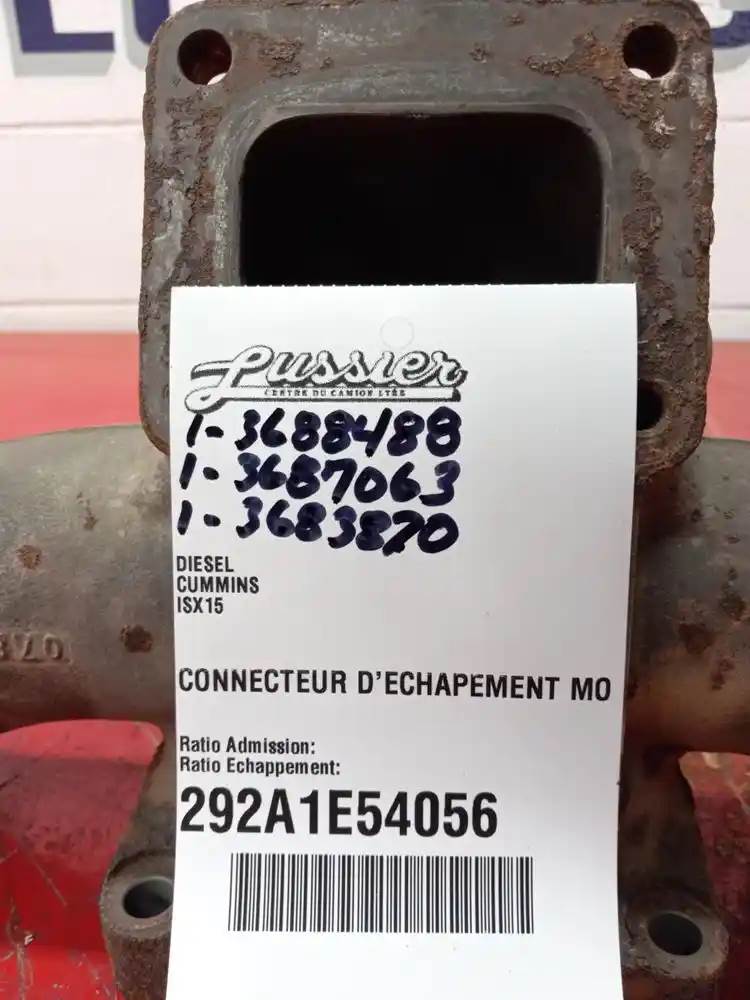 Lussier
CENTRE DU CAMION LTÉE
1-3688488
1-3687063
1-3683870
DIESEL
CUMMINS
ISX15
CONNECTEUR D'ECHAPEMENT MO
Ratio Admission:
Ratio Echappement:
292A1E54056